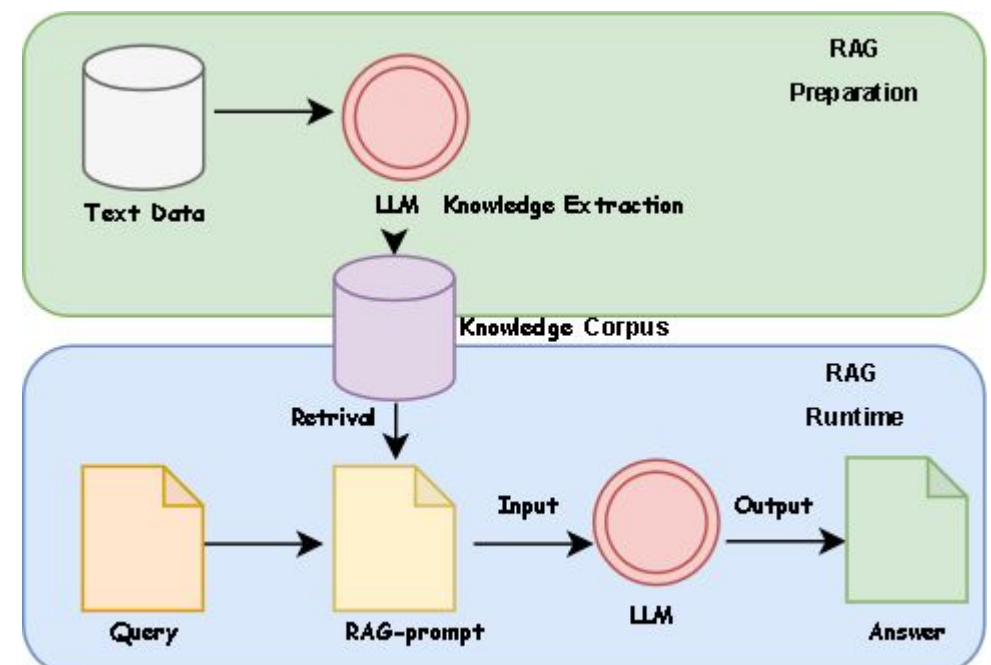 RAG
Preparation
Text Data
LLM Knowledge Extraction
Knowledge Corpus
RAG
Runtime
Retrival
Input
Output
Query
RAG-prompt
LLM
Answer